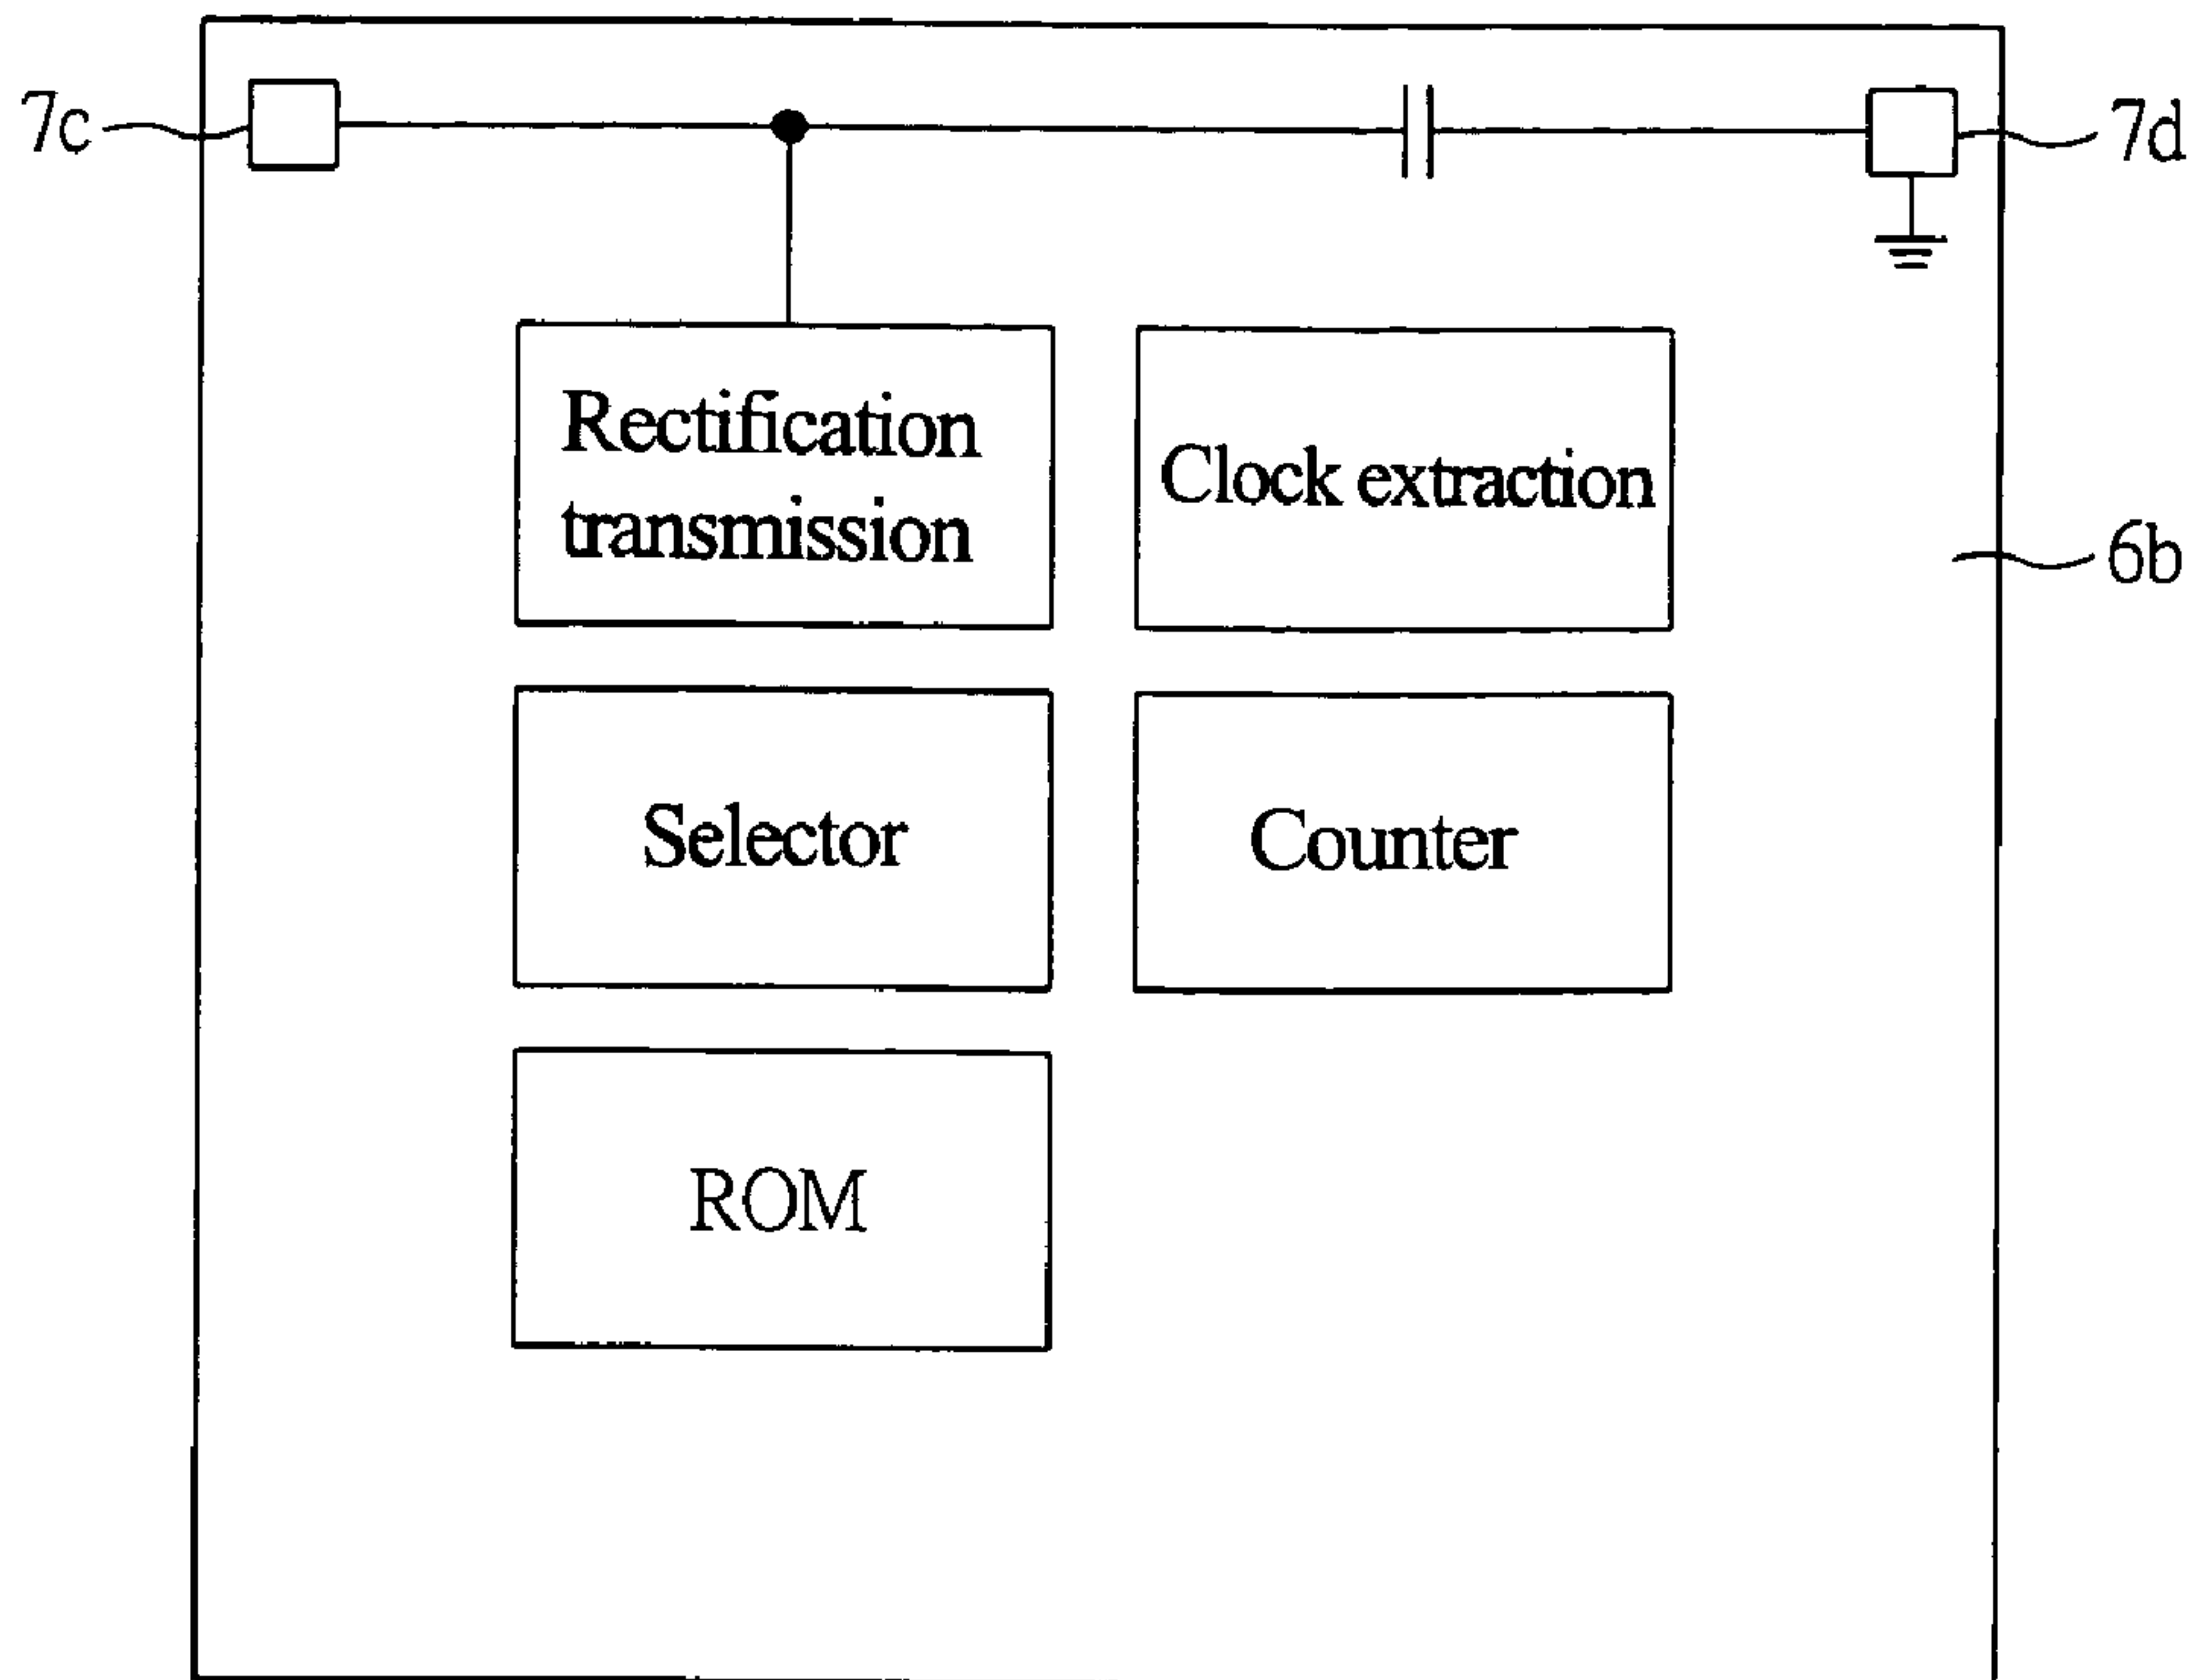 7c
7d
Rectification
transmission
Clock extraction
6b
Selector
Counter
ROM